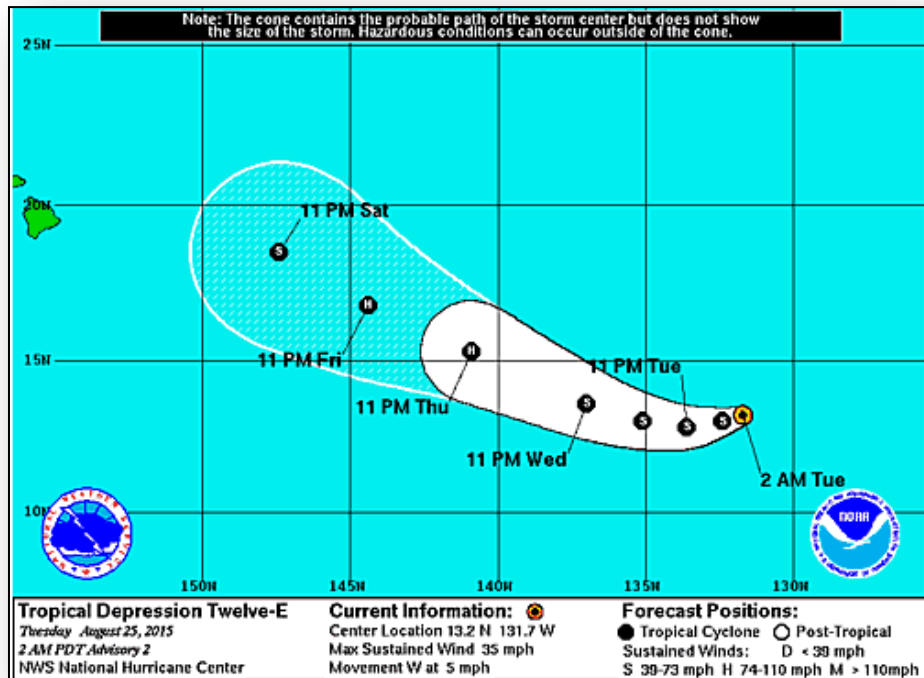 Note: The cone contains the probable path of the storm center but does not show
the size of the storm. Hazardous conditions can occur outside of the cone.
25N
20N
11 PM Sat
S
H
11 PM Fri
15N
H
11 PM Tue
11 PM Thu
S
S
S
S
11 PM Wed
2 AM Tue
10N
NOAA
150W 145W 140W 135W 130W
Tropical Depression Twelve-E
Tuesday August 25, 2015
2 AM PDT Advisory 2
NWS National Hurricane Center
Current Information:
Center Location 13.2 N 131.7 W
Max Sustained Wind 35 mph
Movement W at 5 mph
Forecast Positions:
Tropical Cyclone Post-Tropical
Sustained Winds: D < 39 mph
S 39-73 mph H 74-110 mph M > 110mph